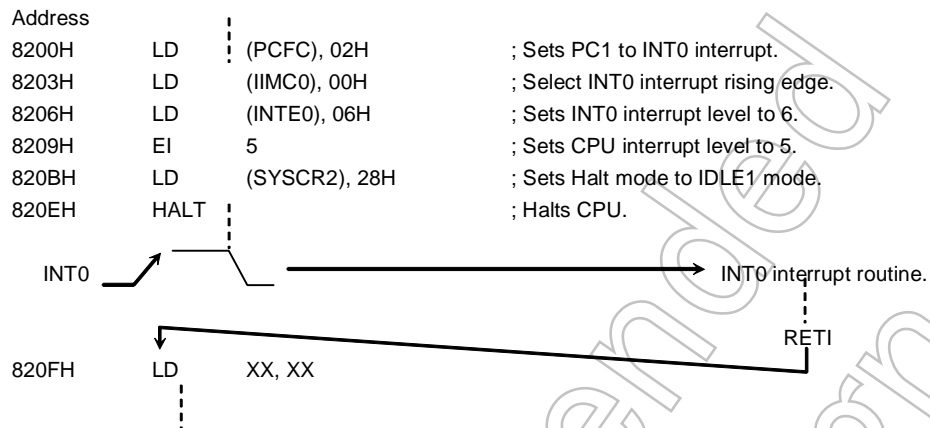 Address
8200H LD (PCFC), 02H ; Sets PC1 to INT0 interrupt.
8203H LD (IIMC0), 00H ; Select INT0 interrupt rising edge.
8206H LD (INTE0), 06H ; Sets INT0 interrupt level to 6.
8209H EI 5 ; Sets CPU interrupt level to 5.
820BH LD (SYSCR2), 28H ; Sets Halt mode to IDLE1 mode.
820EH HALT ; Halts CPU.
INT0 INT0 interrupt routine.
RETI
820FH LD XX, XX